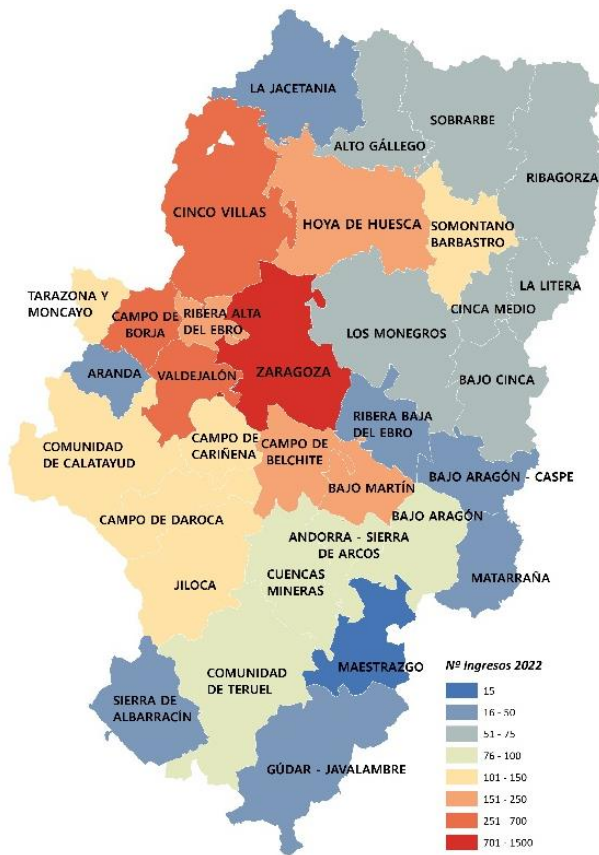 LA JACETANIA
SOBRARBE
ALTO GÁLLEGO
RIBAGORZA
CINCO VILLAS
HOYA DE HUESCA
SOMONTANO
BARBASTRO
TARAZONA Y
MONCAYO
CAMPO DE
BORJA
RIBERA ALTA
DEL EBRO
LA LITERA
CINCA MEDIO
LOS MONEGROS
ARANDA
VALDEJALÓN
ZARAGOZA
BAJO CINCA
RIBERA BAJA
DEL EBRO
COMUNIDAD
DE CALATAYUD
CAMPO DE
CARIÑENA
CAMPO DE
BELCHITE
BAJO MARTÍN
BAJO ARAGÓN - CASPE
CAMPO DE DAROCA
BAJO ARAGÓN
ANDORRA - SIERRA
DE ARCOS
CUENCAS
MINERAS
MATARRAÑA
JILOCA
MAESTRAZGO
COMUNIDAD
DE TERUEL
SIERRA DE
ALBARRACÍN
GÚDAR - JAVALAMBRE
Nº Ingresos 2022
15
16 - 50
51 - 75
76 - 100
101 - 150
151 - 250
251 - 700
701 - 1500